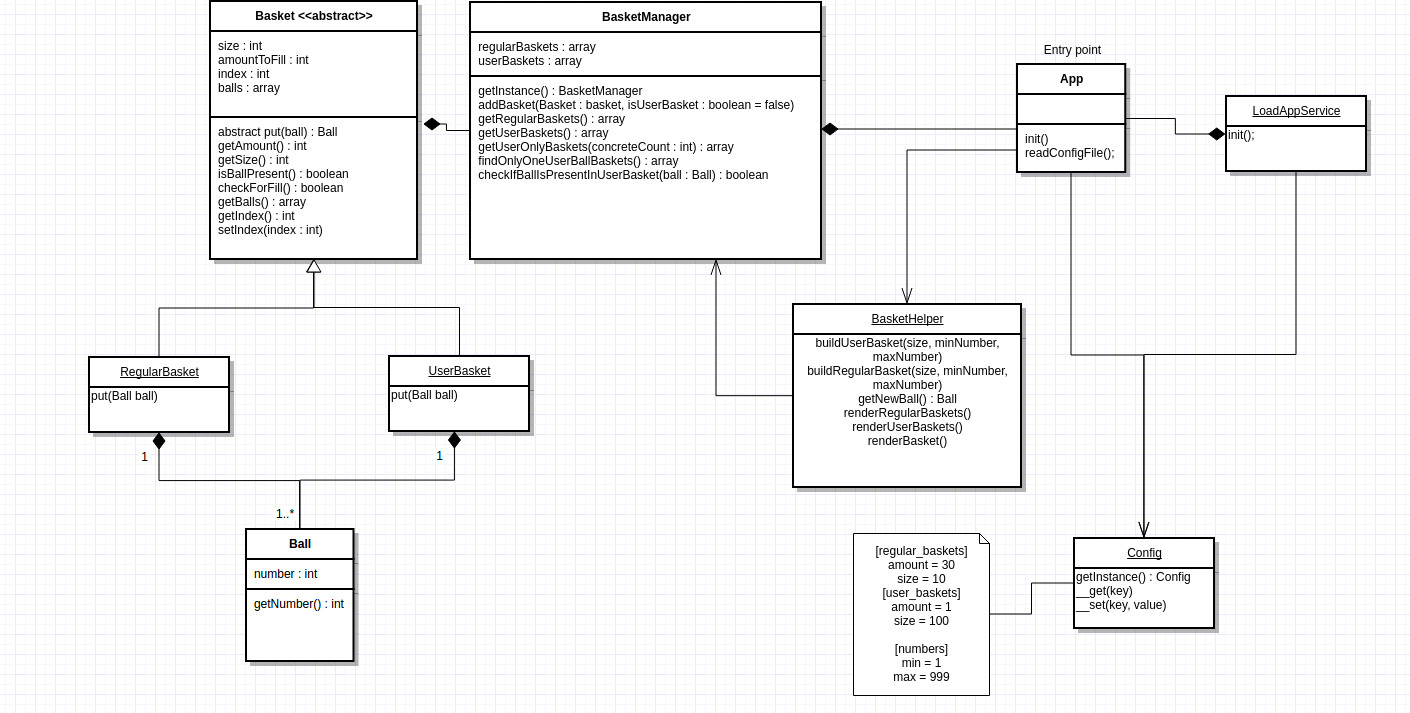 Basket <<abstract>>
size : int
amountToFill : int
index : int
balls : array
abstract put(ball) : Ball
getAmount() : int
getSize() : int
isBallPresent() : boolean
checkForFill() : boolean
getBalls() : array
getIndex() : int
setIndex(index : int)
BasketManager
regularBaskets : array
userBaskets : array
getInstance() : BasketManager
addBasket(Basket : basket, isUserBasket : boolean = false)
getRegularBaskets() : array
getUserBaskets() : array
getUserOnlyBaskets(concreteCount : int) : array
findOnlyOneUserBallBaskets() : array
checkIfBallIsPresentInUserBasket(ball : Ball) : boolean
Entry point
App
init()
readConfigFile();
LoadAppService
init();
RegularBasket
put(Ball ball)
1
UserBasket
put(Ball ball)
1
1..*
Ball
number : int
getNumber() : int
BasketHelper
buildUserBasket(size, minNumber,
maxNumber)
buildRegularBasket(size, minNumber,
maxNumber)
getNewBall() : Ball
renderRegularBaskets()
renderUserBaskets()
renderBasket()
[regular_baskets]
amount = 30
size = 10
[user_baskets]
amount = 1
size = 100
[numbers]
min = 1
max = 999
Config
getInstance() : Config
__get(key)
__set(key, value)